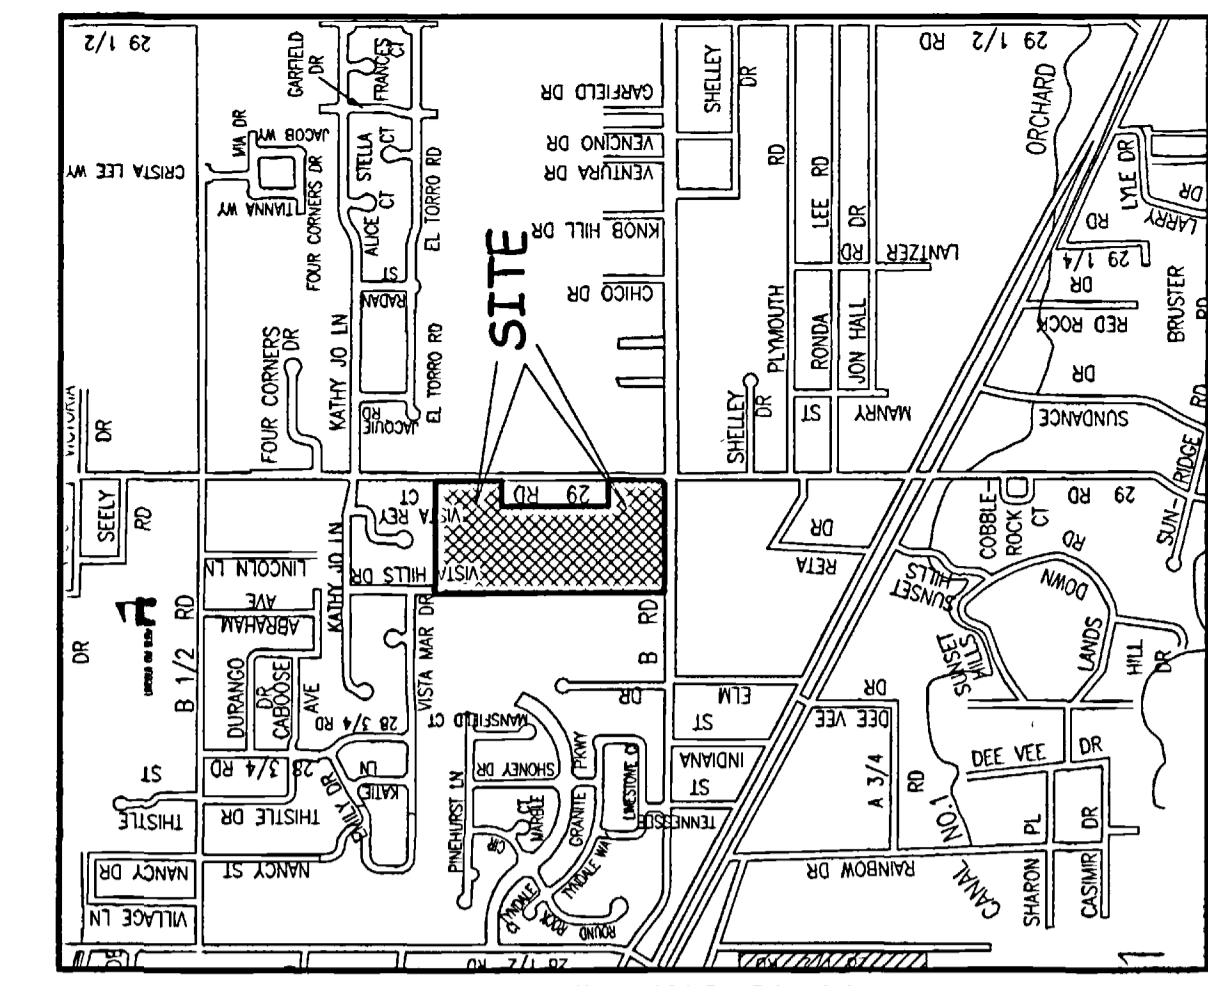 29 1/2
GARFIELD
DR
FRANCES
CT
GARFIELD DR
SHELLEY
DR
29 1/2 RD
ORCHARD
MIA DR
JACOB WY
CRISTA LEE WY
TIANNA WY
FOUR CORNERS DR
STELLA
CT
ALICE
CT
EL TORRO RD
VENCINO DR
VENTURA DR
KNOB HILL DR
CHICO DR
RADAN
ST
SITE
PLYMOUTH
RD
RONDA
LEE RD
JON HALL
RD
DR
LANTZER
LYLE DR
LARRY
DR
29 1/4
RD
RED ROCK
DR
BRUSTER
RD
SUNDANCE
DR
VICTORIA
DR
FOUR CORNERS
DR
KATHY JO LN
JACQUIE
RD
EL TORRO RD
SHELLEY
DR
ST
MANRY
SEELY
RD
LINCOLN LN
KATHY JO LN
VISTA REY
CT
VISTA
HILLS DR
29 RD
RETA
DR
COBBLE-
ROCK
CT
29 RD
SUN-
RIDGE
RD
DR
B 1/2 RD
ABRAHAM
AVE
DURANGO
DR
CABOOSE
AVE
VISTA MAR DR
B RD
SUNSET
HILLS
SUNSET
HILLS
DOWN
RD
LANDS
HILL
DR
28 3/4 RD
MANSFIELD CT
DR
ELM
ST
DEE VEE
DR
ST
28 3/4 RD
LN
KATIE
EMILY DR
PINEHURST LN
SHONEY DR
PKWY
GRANITE
LIMESTONE
INDIANA
ST
A 3/4
RD
DEE VEE DR
THISTLE
THISTLE DR
MARBLE
CT
CIR
TENNESSEE
CANAL NO.1
SHARON PL
CASIMIR DR
NANCY DR
NANCY ST
TYNDALE
CT
TYNDALE WA
RAINBOW DR
VILLAGE LN
ROUND
ROCK
28 1/2 RD